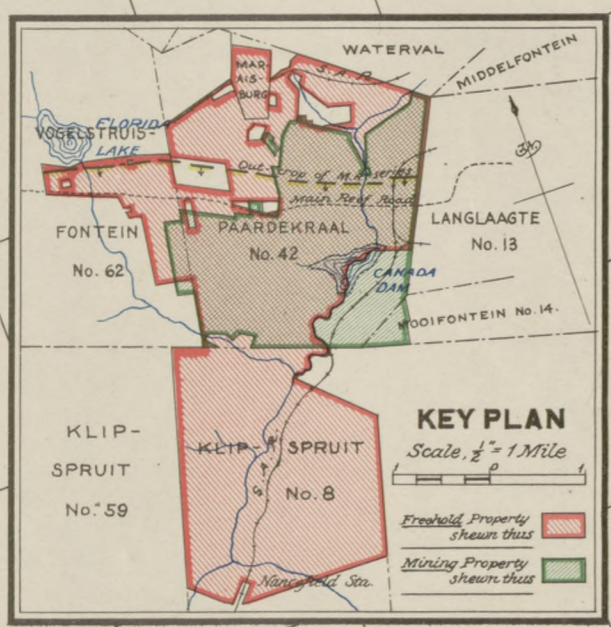 WATERVAL
MIDDELFONTEIN
MAR-
AIS-
BURG
S.A.R.
FLORIDA
LAKE
VOGELSTRUIS-
FONTEIN
No. 62
Outcrop of M.R. series
Main Reef Road
PAARDEKRAAL
No. 42
LANGLAAGTE
No. 13
CANADA
DAM
MOOIFONTEIN No. 14.
KLIP-
SPRUIT
No. 59
KLIP- SPRUIT
No. 8
S. A. R.
Nancefield Sta.
KEY PLAN
Scale, ½" = 1 Mile
1 0 1
Freehold Property
shewn thus
Mining Property
shewn thus